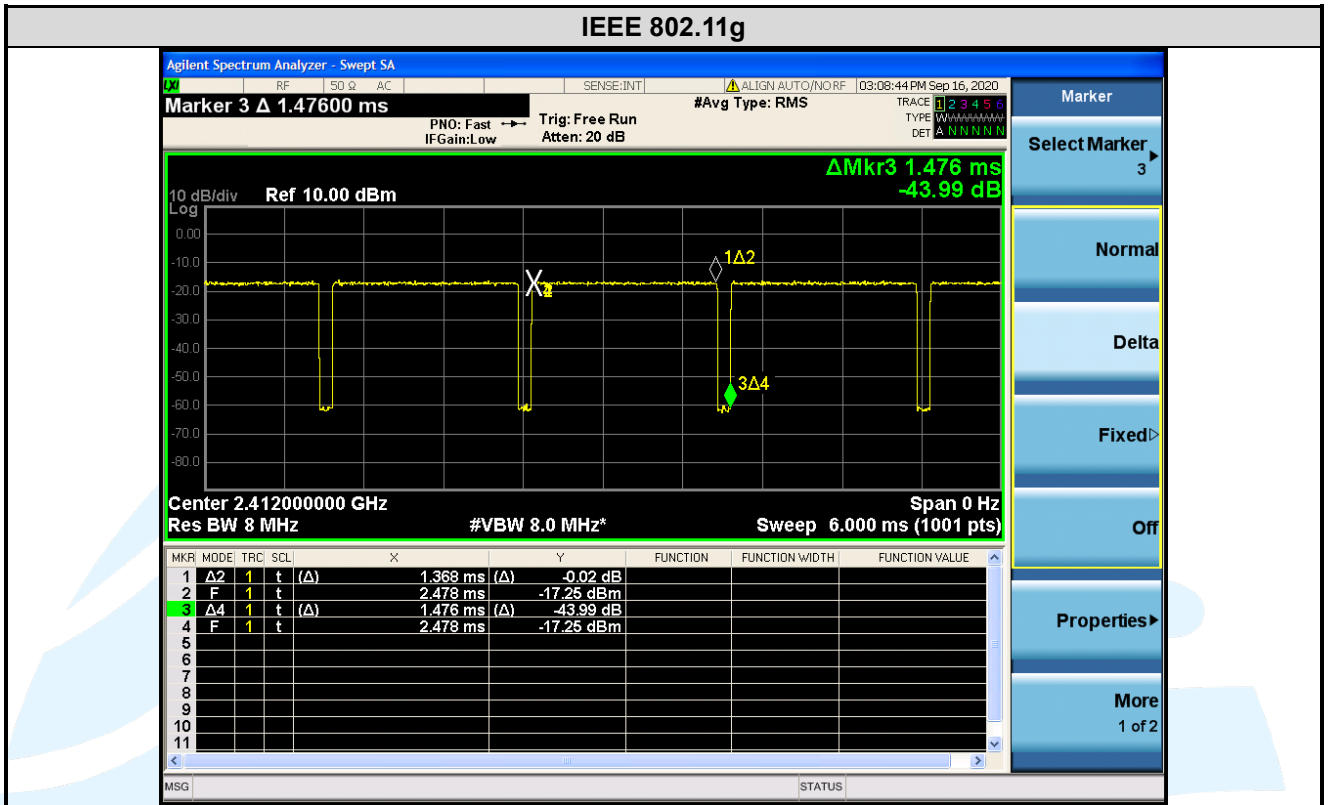 IEEE 802.11g
Agilent Spectrum Analyzer - Swept SA
LXI RF 50 Ω AC SENSE:INT ALIGN AUTO/NO RF 03:08:44 PM Sep 16, 2020
Marker 3 Δ 1.47600 ms
PNO: Fast
IFGain:Low
Trig: Free Run
Atten: 20 dB
#Avg Type: RMS
TRACE 1 2 3 4 5 6
TYPE WWWWWW
DET A N N N N N
ΔMkr3 1.476 ms
-43.99 dB
10 dB/div Ref 10.00 dBm
Log
0.00
-10.0
-20.0
-30.0
-40.0
-50.0
-60.0
-70.0
-80.0
1Δ2
3Δ4
Center 2.412000000 GHz Span 0 Hz
Res BW 8 MHz #VBW 8.0 MHz* Sweep 6.000 ms (1001 pts)
MKR MODE TRC SCL X Y FUNCTION FUNCTION WIDTH FUNCTION VALUE
1 Δ2 1 t (Δ) 1.368 ms (Δ) -0.02 dB
2 F 1 t 2.478 ms -17.25 dBm
3 Δ4 1 t (Δ) 1.476 ms (Δ) -43.99 dB
4 F 1 t 2.478 ms -17.25 dBm
5
6
7
8
9
10
11
MSG STATUS
Marker
Select Marker
3
Normal
Delta
Fixed
Off
Properties
More
1 of 2